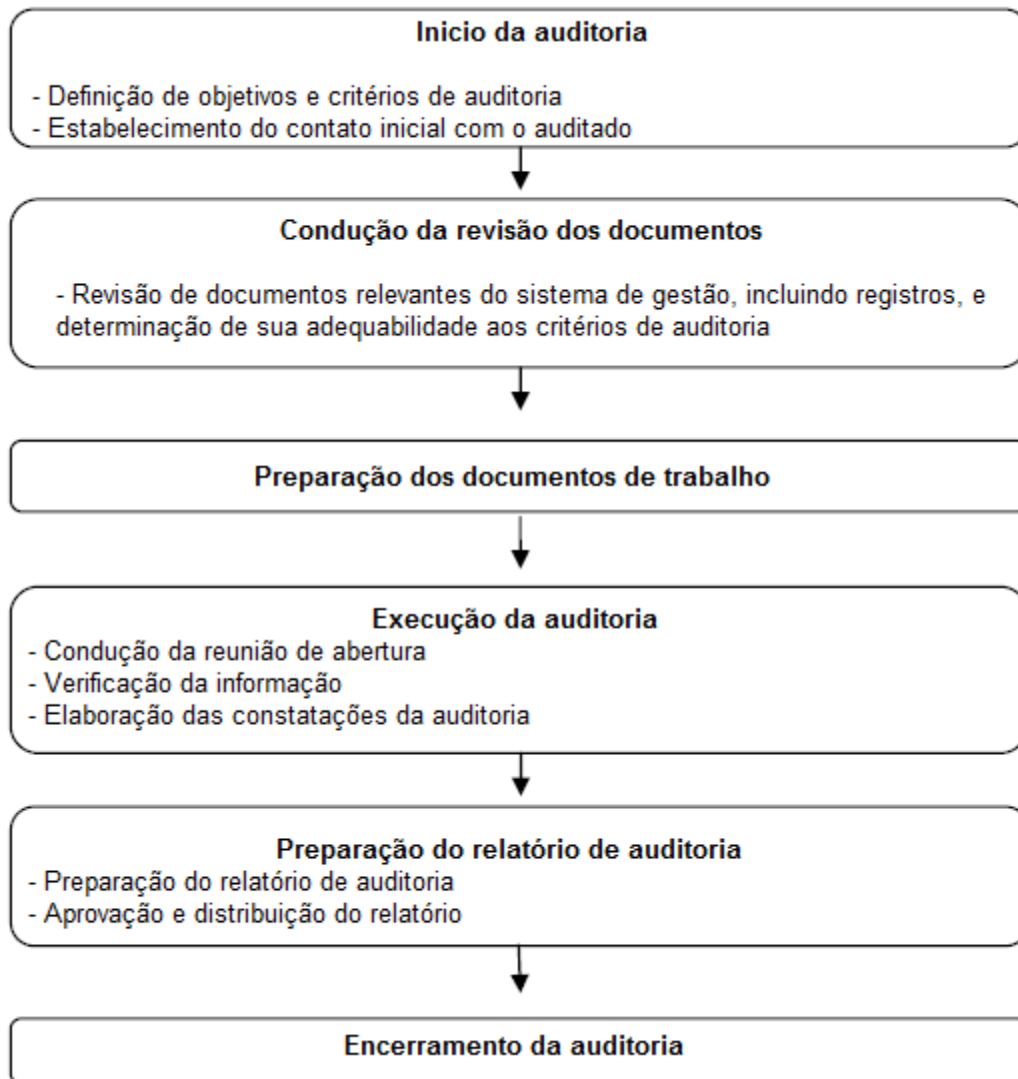 Inicio da auditoria
- Definição de objetivos e critérios de auditoria
- Estabelecimento do contato inicial com o auditado
Condução da revisão dos documentos
- Revisão de documentos relevantes do sistema de gestão, incluindo registros, e
determinação de sua adequabilidade aos critérios de auditoria
Preparação dos documentos de trabalho
Execução da auditoria
- Condução da reunião de abertura
- Verificação da informação
- Elaboração das constatações da auditoria
Preparação do relatório de auditoria
- Preparação do relatório de auditoria
- Aprovação e distribuição do relatório
Encerramento da auditoria